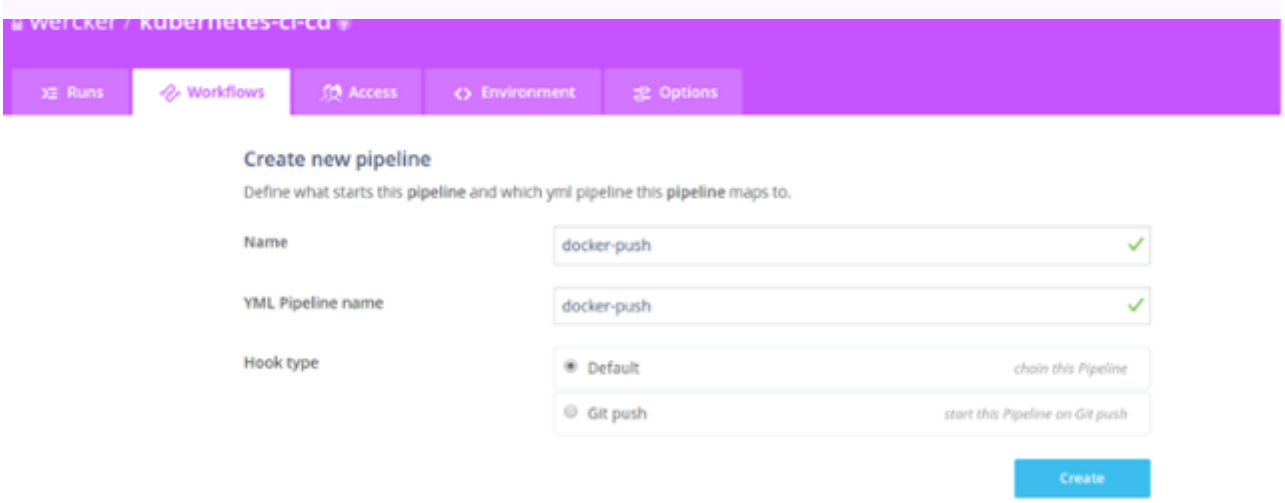 wercker / kubernetes-ci-cd
Runs
Workflows
Access
<> Environment
Options
Create new pipeline
Define what starts this pipeline and which yml pipeline this pipeline maps to.
Name
docker-push
YML Pipeline name
docker-push
Hook type
Default
chain this Pipeline
Git push
start this Pipeline on Git push
Create